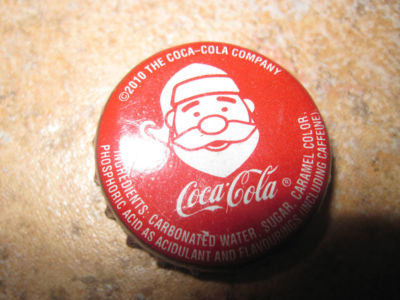 ©2010 THE COCA-COLA COMPANY
Coca-Cola ®
INGREDIENTS: CARBONATED WATER, SUGAR, CARAMEL COLOR,
PHOSPHORIC ACID AS ACIDULANT AND FLAVOURINGS (INCLUDING CAFFEINE)